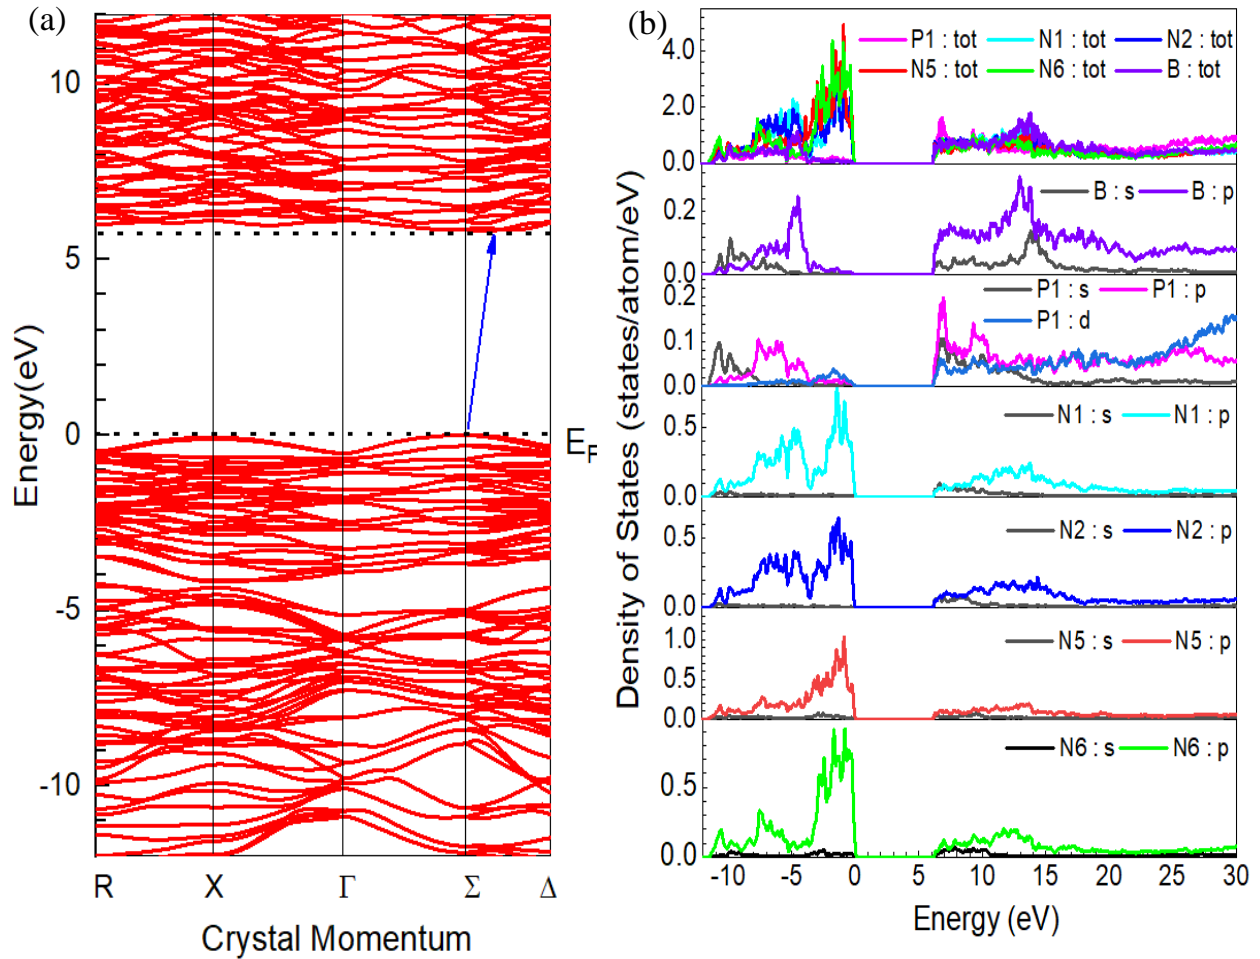 (a)
10
5
0
-5
-10
Energy(eV)
E_F
R X Γ Σ Δ
Crystal Momentum
(b)
P1 : tot N1 : tot N2 : tot
N5 : tot N6 : tot B : tot
4.0
2.0
0.0
B : s B : p
0.2
0.0
P1 : s P1 : p
P1 : d
0.2
0.1
0.0
N1 : s N1 : p
0.5
0.0
N2 : s N2 : p
0.5
0.0
N5 : s N5 : p
1.0
0.5
0.0
N6 : s N6 : p
0.5
0.0
Density of States (states/atom/eV)
-10 -5 0 5 10 15 20 25 30
Energy (eV)